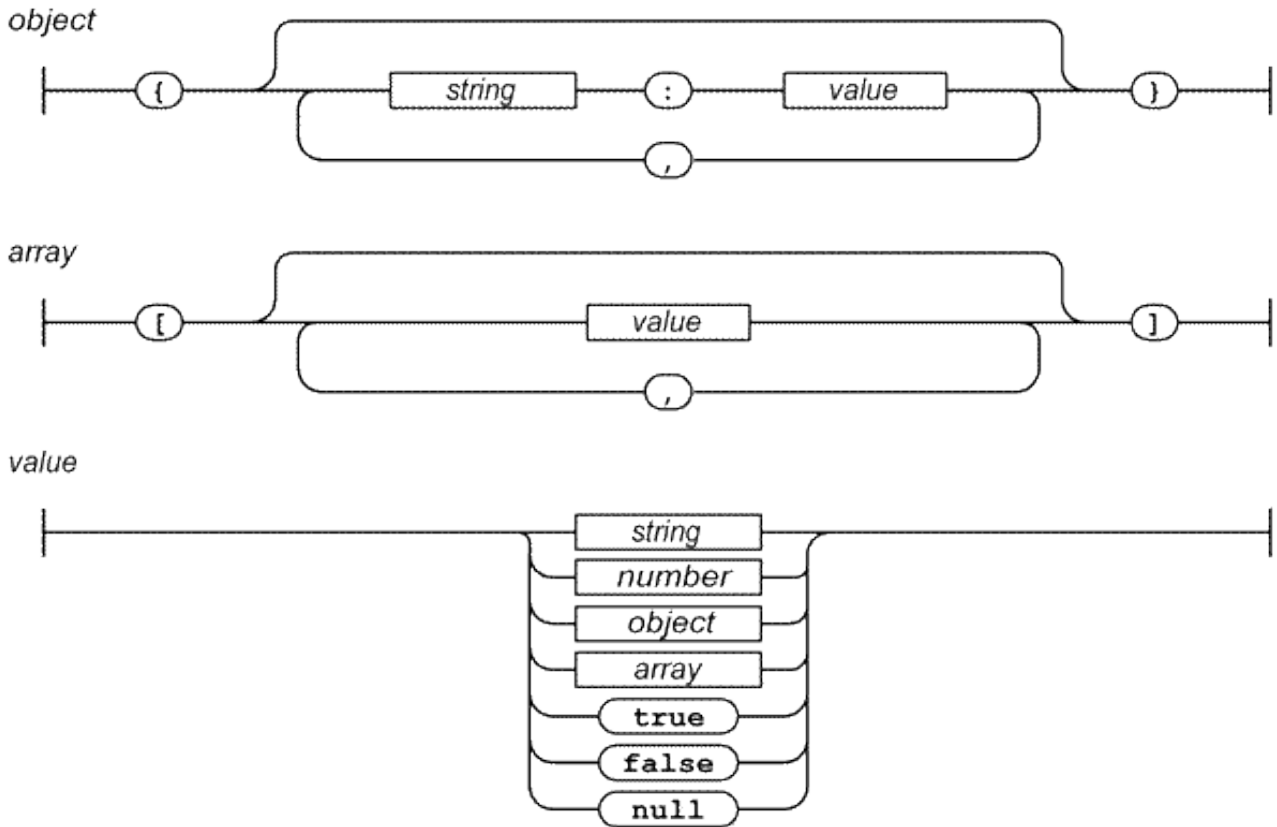 object
{ string : value }
,
array
[ value ]
,
value
string
number
object
array
true
false
null